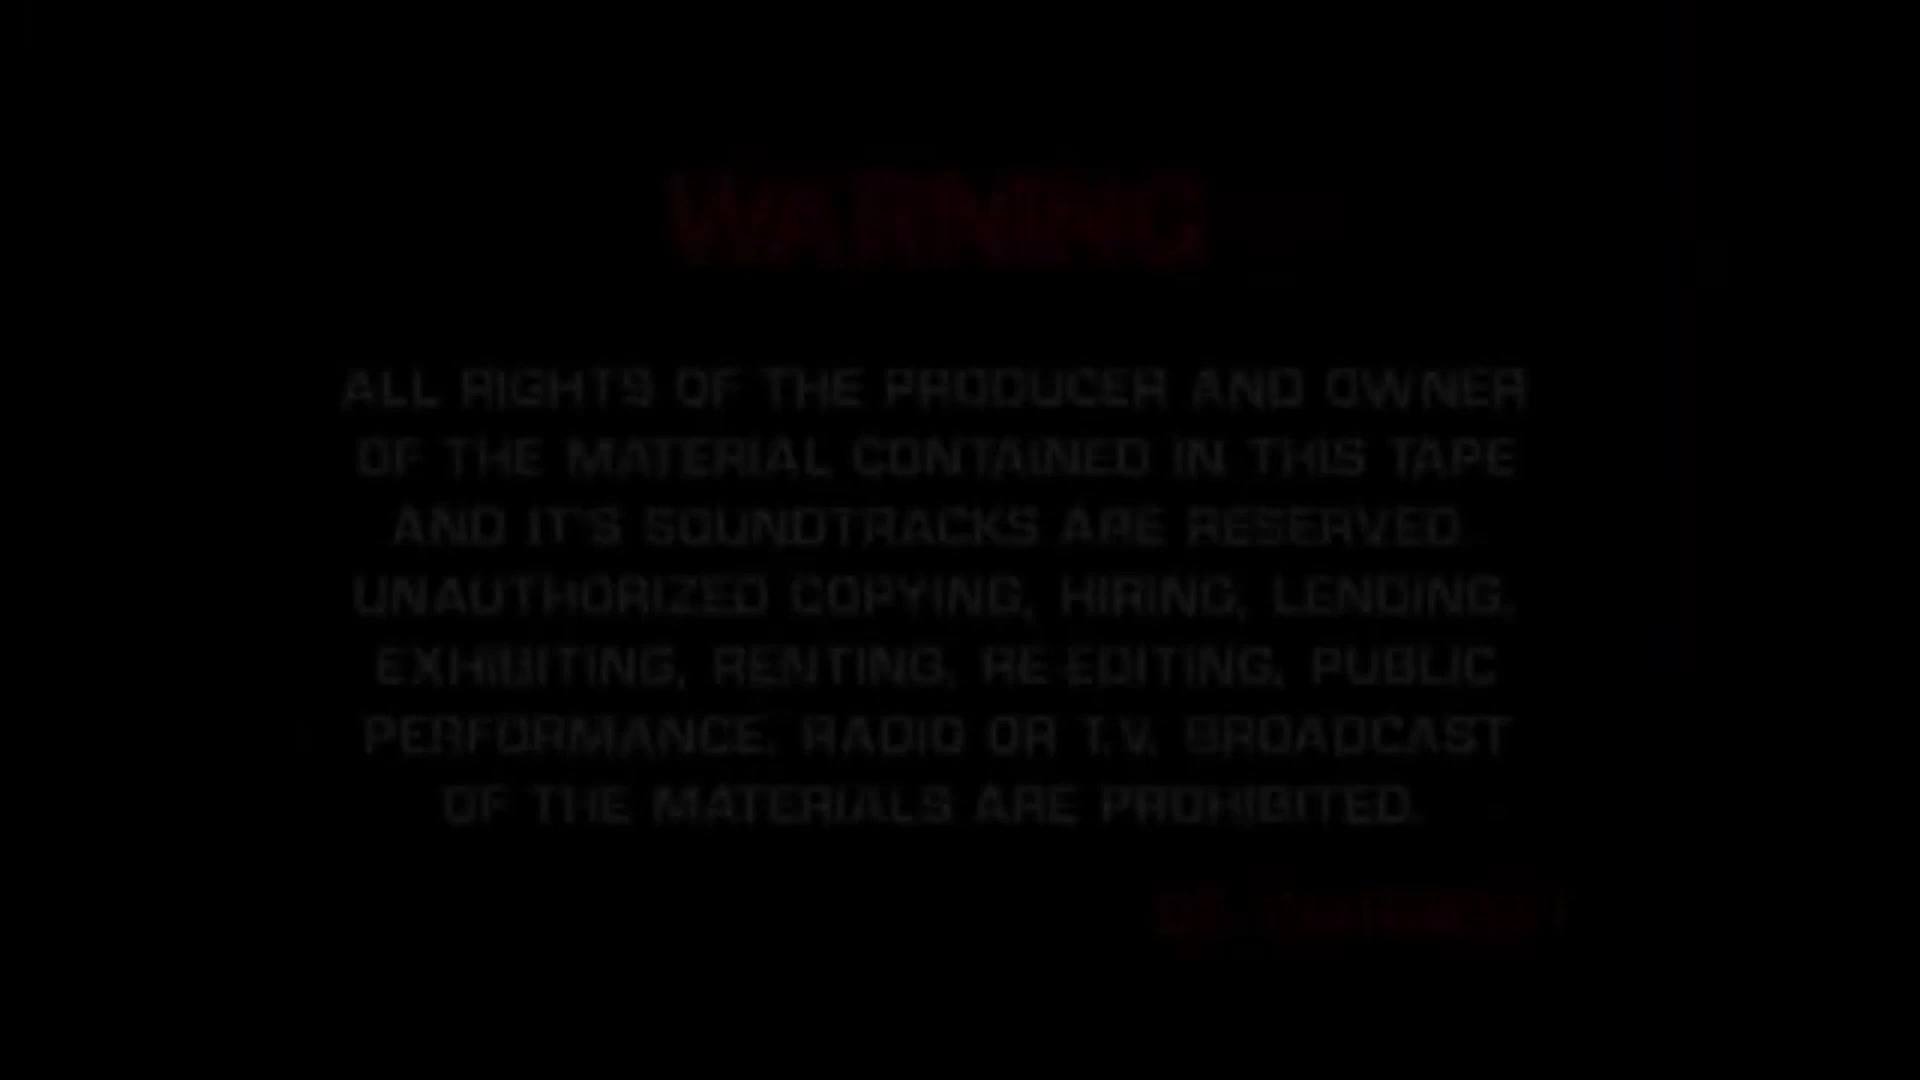 WARNING
ALL RIGHTS OF THE PRODUCER AND OWNER
OF THE MATERIAL CONTAINED IN THIS TAPE
AND IT'S SOUNDTRACKS ARE RESERVED.
UNAUTHORIZED COPYING, HIRING, LENDING,
EXHIBITING, RENTING, RE-EDITING, PUBLIC
PERFORMANCE, RADIO OR T.V. BROADCAST
OF THE MATERIALS ARE PROHIBITED.